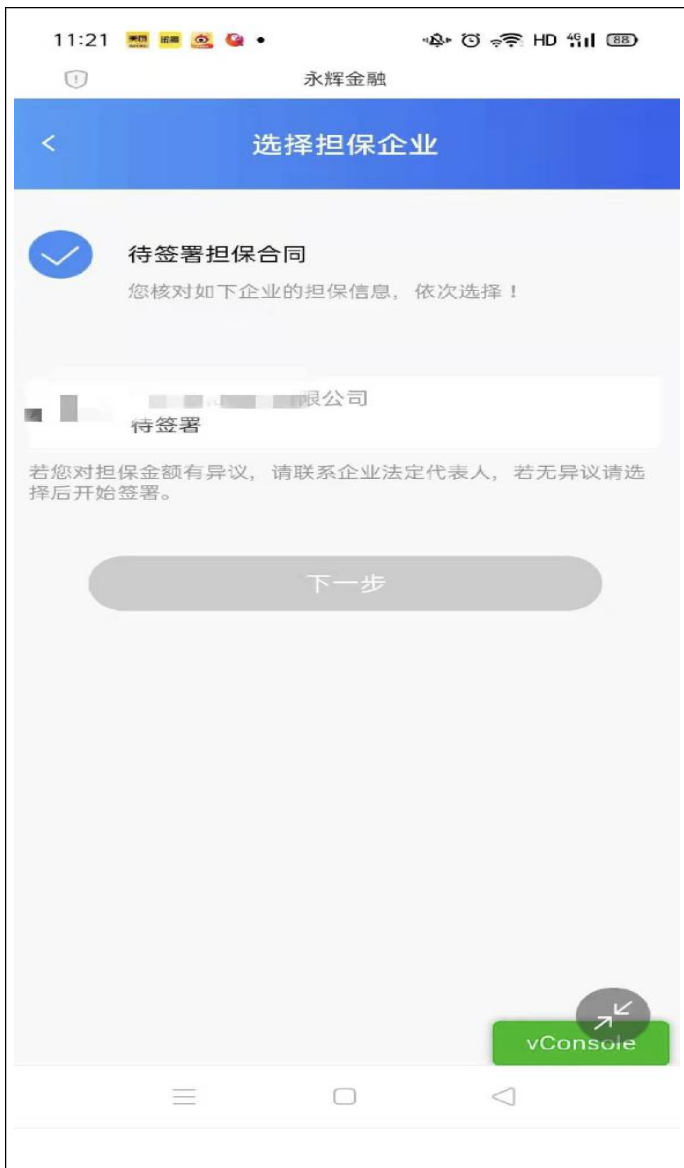 11:21
HD 4G 88
永辉金融
选择担保企业
待签署担保合同
您核对如下企业的担保信息，依次选择！
限公司
待签署
若您对担保金额有异议，请联系企业法定代表人，若无异议请选
择后开始签署。
下一步
vConsole